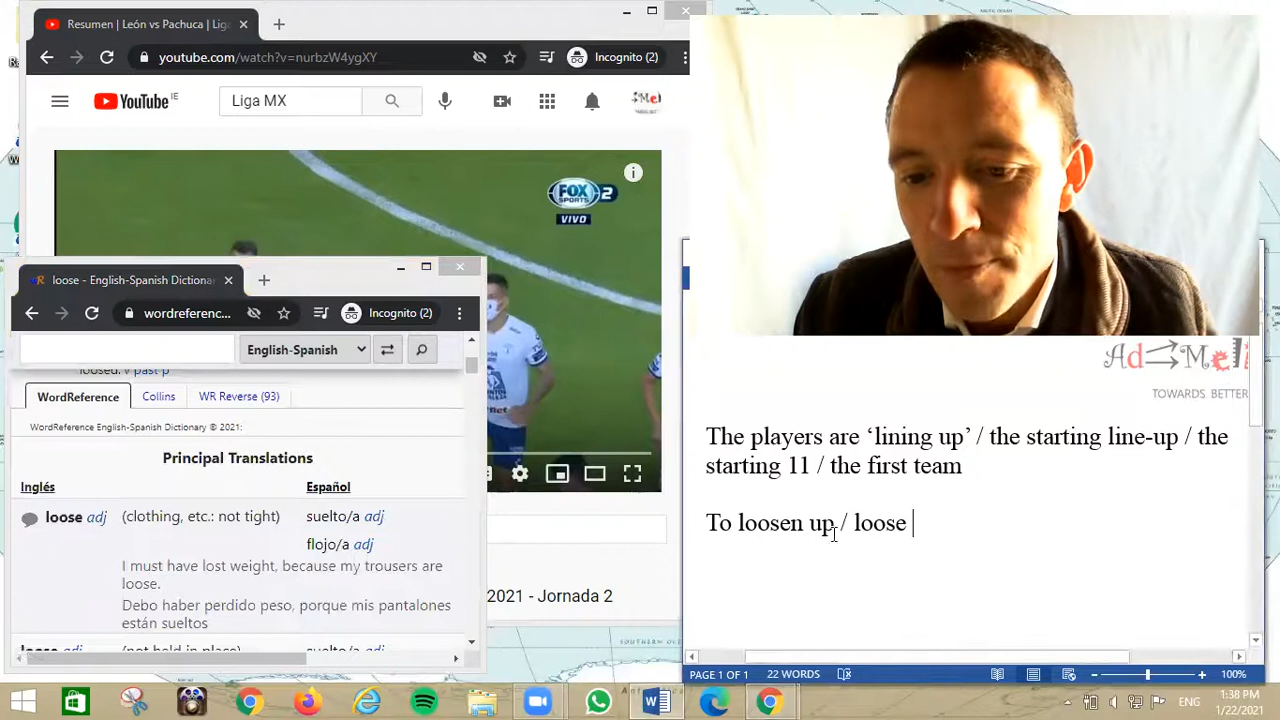 Resumen | León vs Pachuca | Lig
youtube.com/watch?v=nurbzW4ygXY
Incognito (2)
YouTube IE
Liga MX
FOX SPORTS 2
VIVO
loose - English-Spanish Dictionar
wordreferenc...
Incognito (2)
English-Spanish
loosed: v past p
WordReference
Collins
WR Reverse (93)
WordReference English-Spanish Dictionary © 2021:
Principal Translations
Inglés
Español
loose adj
(clothing, etc.: not tight)
suelto/a adj
flojo/a adj
I must have lost weight, because my trousers are
loose.
Debo haber perdido peso, porque mis pantalones
están sueltos
2021 - Jornada 2
SOUTHERN OCEAN
TOWARDS BETTER
The players are ‘lining up’ / the starting line-up / the
starting 11 / the first team
To loosen up / loose
PAGE 1 OF 1
22 WORDS
100%
ENG
1:38 PM
1/22/2021